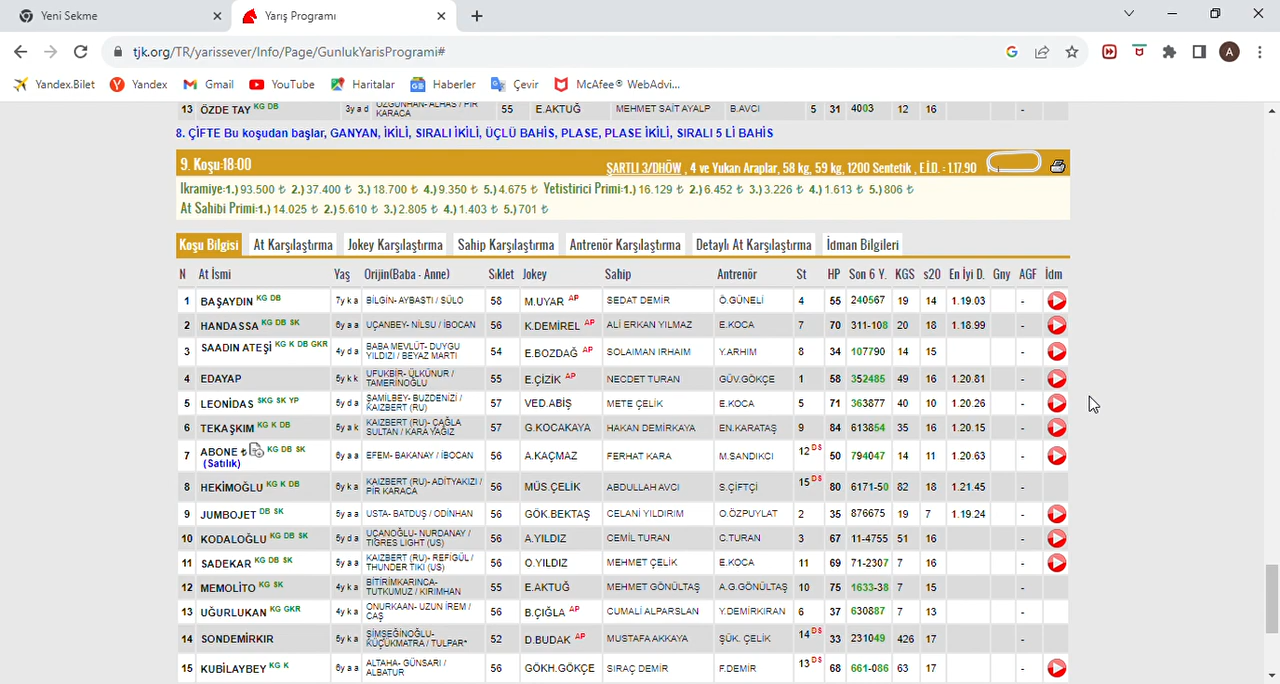 Yeni Sekme
Yarış Programı
tjk.org/TR/yarissever/Info/Page/GunlukYarisProgrami#
A
Yandex.Bilet Yandex Gmail YouTube Haritalar Haberler Çevir McAfee® WebAdvi...
13 ÖZDE TAY KG DB 3y a d ÖZGÜNHAN- ALHAS / PİR KARACA 55 E.AKTUĞ MEHMET SAİT AYALP B.AVCI 5 31 4003 12 16 -
8. ÇİFTE Bu koşudan başlar, GANYAN, İKİLİ, SIRALI İKİLİ, ÜÇLÜ BAHİS, PLASE, PLASE İKİLİ, SIRALI 5 Lİ BAHİS
9. Koşu:18:00 ŞARTLI 3/DHÖW , 4 ve Yukarı Araplar, 58 kg, 59 kg, 1200 Sentetik , E.İ.D. : 1.17.90
Ikramiye:1.) 93.500 ₺ 2.) 37.400 ₺ 3.) 18.700 ₺ 4.) 9.350 ₺ 5.) 4.675 ₺ Yetistirici Primi:1.) 16.129 ₺ 2.) 6.452 ₺ 3.) 3.226 ₺ 4.) 1.613 ₺ 5.) 806 ₺
At Sahibi Primi:1.) 14.025 ₺ 2.) 5.610 ₺ 3.) 2.805 ₺ 4.) 1.403 ₺ 5.) 701 ₺
Koşu Bilgisi At Karşılaştırma Jokey Karşılaştırma Sahip Karşılaştırma Antrenör Karşılaştırma Detaylı At Karşılaştırma İdman Bilgileri
N At İsmi Yaş Orijin(Baba - Anne) Sıklet Jokey Sahip Antrenör St HP Son 6 Y. KGS s20 En İyi D. Gny AGF İdm
1 BAŞAYDIN KG DB 7y k a BİLGİN- AYBASTI / SÜLO 58 M.UYAR AP SEDAT DEMİR Ö.GÜNELİ 4 55 240567 19 14 1.19.03 -
2 HANDASSA KG DB SK 6y a a UÇANBEY- NİLSU / İBOCAN 56 K.DEMİREL AP ALİ ERKAN YILMAZ E.KOCA 7 70 311-108 20 18 1.18.99 -
3 SAADIN ATEŞİ KG K DB GKR 4y d a BABA MEVLÜT- DUYGU YILDIZI / BEYAZ MARTI 54 E.BOZDAĞ AP SOLAIMAN IRHAIM Y.ARHIM 8 34 107790 14 15 -
4 EDAYAP 5y k k UFUKBİR- ÜLKÜNUR / TAMERİNOĞLU 55 E.ÇİZİK AP NECDET TURAN GÜV.GÖKÇE 1 58 352485 49 16 1.20.81 -
5 LEONİDAS SKG SK YP 5y d a ŞAMİLBEY- BUZDENİZİ / KAIZBERT (RU) 57 VED.ABİŞ METE ÇELİK E.KOCA 5 71 363877 40 10 1.20.26 -
6 TEKAŞKIM KG K DB 5y a k KAIZBERT (RU)- ÇAĞLA SULTAN / KARA YAĞIZ 57 G.KOCAKAYA HAKAN DEMİRKAYA EN.KARATAŞ 9 84 613854 35 16 1.20.15 -
7 ABONE ₺ KG DB SK (Satılık) 6y a a EFEM- BAKANAY / İBOCAN 56 A.KAÇMAZ FERHAT KARA M.SANDIKCI 12 DS 50 794047 14 11 1.20.63 -
8 HEKİMOĞLU KG K DB 8y k a KAIZBERT (RU)- ADİTYAKIZI / PİR KARACA 56 MÜS.ÇELİK ABDULLAH AVCI S.ÇİFTÇİ 15 DS 80 6171-50 82 18 1.21.45 -
9 JUMBOJET DB SK 5y a a USTA- BATDUŞ / ODİNHAN 56 GÖK.BEKTAŞ CELANİ YILDIRIM O.ÖZPUYLAT 2 35 876675 19 7 1.19.24 -
10 KODALOĞLU KG DB SK 5y d a UÇANOĞLU- NURDANAY / TIGRES LIGHT (US) 56 A.YILDIZ CEMİL TURAN C.TURAN 3 67 11-4755 51 16 -
11 SADEKAR KG DB SK 5y a a KAIZBERT (RU)- REFİGÜL / THUNDER TIKI (US) 56 O.YILDIZ MEHMET ÇELİK E.KOCA 11 69 71-2307 7 16 -
12 MEMOLİTO KG SK 4y k a BİTİRİMKARINCA- TUTKUMUZ / KIRIMHAN 55 E.AKTUĞ MEHMET GÖNÜLTAŞ A.G.GÖNÜLTAŞ 10 75 1633-38 7 15 -
13 UĞURLUKAN KG GKR 4y k a ONURKAAN- UZUN İREM / CAŞ 56 B.ÇIĞLA AP CUMALİ ALPARSLAN Y.DEMİRKIRAN 6 37 630887 7 13 -
14 SONDEMİRKIR 5y k a ŞİMŞEĞİNOĞLU- KÜÇÜKMATRA / TULPAR* 52 D.BUDAK AP MUSTAFA AKKAYA ŞÜK. ÇELİK 14 DS 33 231049 426 17 -
15 KUBİLAYBEY KG K 6y a a ALTAHA- GÜNSARI / ALBATUR 56 GÖKH.GÖKÇE SIRAÇ DEMİR F.DEMİR 13 DS 68 661-086 63 17 -